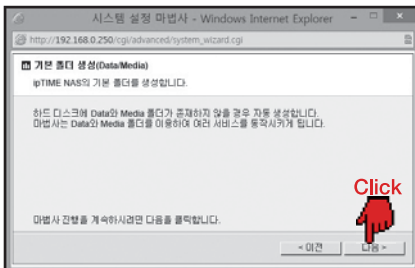 시스템 설정 마법사 - Windows Internet Explorer
http://192.168.0.250/cgi/advanced/system_wizard.cgi
기본 폴더 생성(Data/Media)
ipTIME NAS의 기본 폴더를 생성합니다.
하드 디스크에 Data와 Media 폴더가 존재하지 않을 경우 자동 생성합니다.
마법사는 Data와 Media 폴더를 이용하여 여러 서비스를 동작시키게 됩니다.
Click
마법사 진행을 계속하시려면 다음을 클릭합니다.
< 이전
다음 >